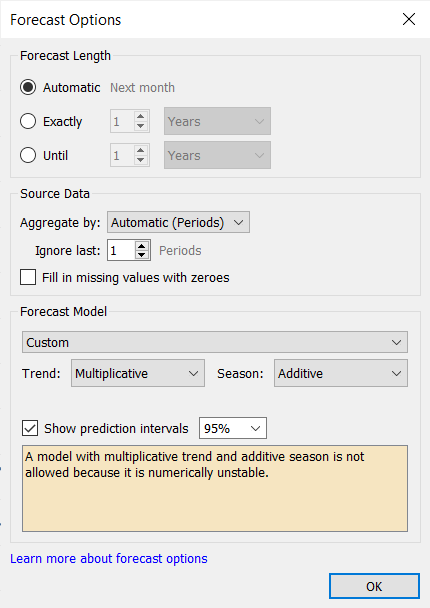 Forecast Options
Forecast Length
Automatic Next month
Exactly 1 Years
Until 1 Years
Source Data
Aggregate by: Automatic (Periods)
Ignore last: 1 Periods
Fill in missing values with zeroes
Forecast Model
Custom
Trend: Multiplicative Season: Additive
Show prediction intervals 95%
A model with multiplicative trend and additive season is not
allowed because it is numerically unstable.
Learn more about forecast options
OK